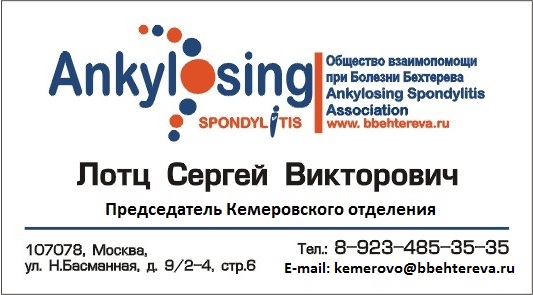 Ankylosing
SPONDYLITIS
Общество взаимопомощи
при Болезни Бехтерева
Ankylosing Spondylitis
Association
www. bbehtereva.ru
Лотц Сергей Викторович
Председатель Кемеровского отделения
107078, Москва,
ул. Н.Басманная, д. 9/2-4, стр.6
Тел.: 8-923-485-35-35
E-mail: kemerovo@bbehtereva.ru